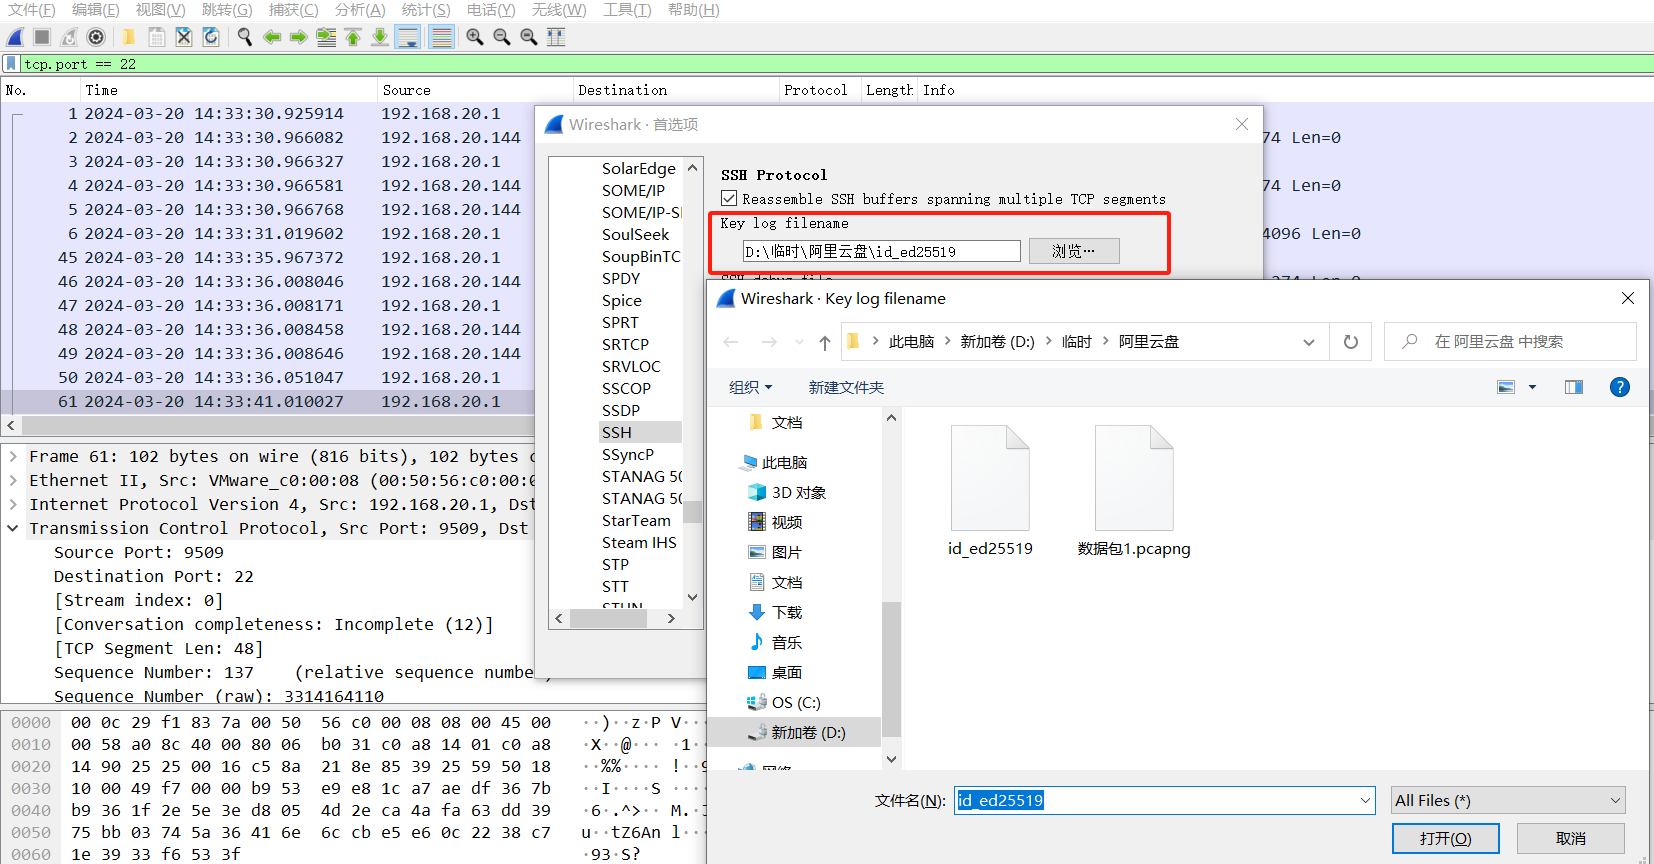 文件(F) 编辑(E) 视图(V) 跳转(G) 捕获(C) 分析(A) 统计(S) 电话(Y) 无线(W) 工具(T) 帮助(H)
tcp.port == 22
No. Time Source Destination Protocol Length Info
1 2024-03-20 14:33:30.925914 192.168.20.1
2 2024-03-20 14:33:30.966082 192.168.20.144 74 Len=0
3 2024-03-20 14:33:30.966327 192.168.20.1
4 2024-03-20 14:33:30.966581 192.168.20.144 74 Len=0
5 2024-03-20 14:33:30.966768 192.168.20.144
6 2024-03-20 14:33:31.019602 192.168.20.1 4096 Len=0
45 2024-03-20 14:33:35.967372 192.168.20.1
46 2024-03-20 14:33:36.008046 192.168.20.144
47 2024-03-20 14:33:36.008171 192.168.20.1
48 2024-03-20 14:33:36.008458 192.168.20.144
49 2024-03-20 14:33:36.008646 192.168.20.144
50 2024-03-20 14:33:36.051047 192.168.20.1
61 2024-03-20 14:33:41.010027 192.168.20.1
Frame 61: 102 bytes on wire (816 bits), 102 bytes
Ethernet II, Src: VMware_c0:00:08 (00:50:56:c0:00:0
Internet Protocol Version 4, Src: 192.168.20.1, Dst
Transmission Control Protocol, Src Port: 9509, Dst
Source Port: 9509
Destination Port: 22
[Stream index: 0]
[Conversation completeness: Incomplete (12)]
[TCP Segment Len: 48]
Sequence Number: 137 (relative sequence numbe
Sequence Number (raw): 3314164110
0000 00 0c 29 f1 83 7a 00 50 56 c0 00 08 08 00 45 00 ··)··z·P V···
0010 00 58 a0 8c 40 00 80 06 b0 31 c0 a8 14 01 c0 a8 ·X··@··· ·1··
0020 14 90 25 25 00 16 c5 8a 21 8e 85 39 25 59 50 18 ··%%···· !··9
0030 10 00 49 f7 00 00 b9 53 e9 e8 1c a7 ae df 36 7b ··I····S ····
0040 b9 36 1f 2e 5e 3e d8 05 4d 2e ca 4a fa 63 dd 39 ·6·.^>·· M.·J
0050 75 bb 03 74 5a 36 41 6e 6c cb e5 e6 0c 22 38 c7 u··tZ6An l···
0060 1e 39 33 f6 53 3f ·93·S?
Wireshark · 首选项
SolarEdge
SOME/IP
SOME/IP-S
SoulSeek
SoupBinTC
SPDY
Spice
SPRT
SRTCP
SRVLOC
SSCOP
SSDP
SSH
SSyncP
STANAG 50
STANAG 50
StarTeam
Steam IHS
STP
STT
STUN
SSH Protocol
Reassemble SSH buffers spanning multiple TCP segments
Key log filename
D:\临时\阿里云盘\id_ed25519 浏览…
SSH debug file
Wireshark · Key log filename
此电脑 新加卷 (D:) 临时 阿里云盘 在 阿里云盘 中搜索
组织 新建文件夹
文档
此电脑
3D 对象
视频
图片
文档
下载
音乐
桌面
OS (C:)
新加卷 (D:)
网络
id_ed25519 数据包1.pcapng
文件名(N): id_ed25519 All Files (*)
打开(O) 取消